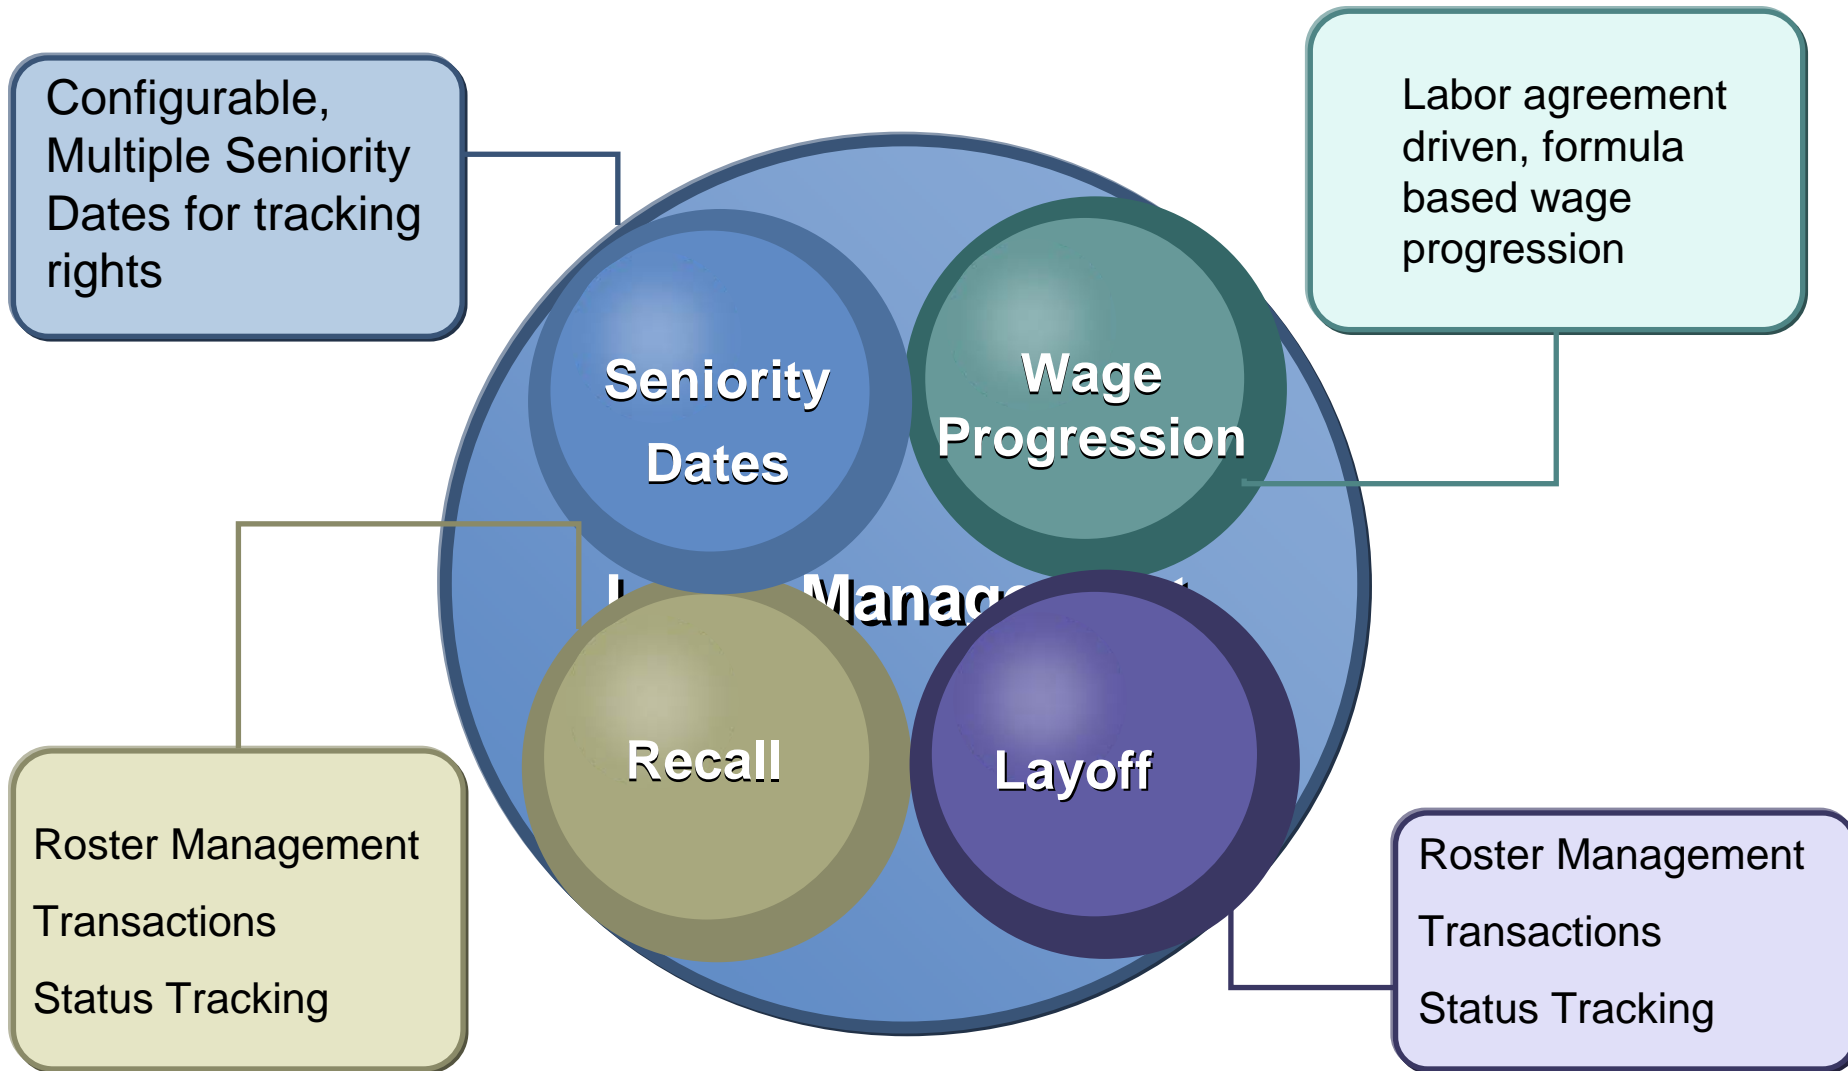 Configurable,
Multiple Seniority
Dates for tracking
rights
Labor agreement
driven, formula
based wage
progression
Seniority
Dates
Wage
Progression
Recall
Layoff
Roster Management
Transactions
Status Tracking
Roster Management
Transactions
Status Tracking